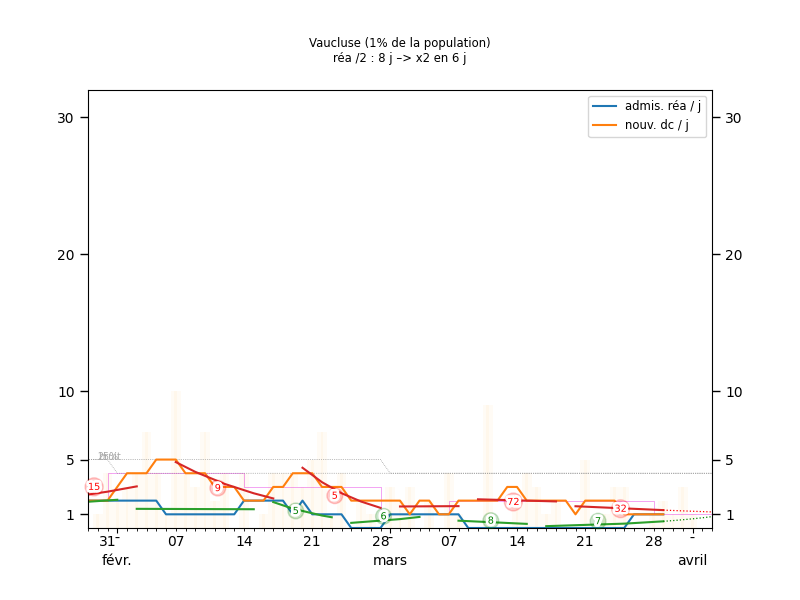 Vaucluse (1% de la population)
réa /2 : 8 j –> x2 en 6 j
admis. réa / j
nouv. dc / j
30 30
20 20
10 10
5 5
1 1
15 9 5 5 6 8 72 7 32
31 07 14 21 28 07 14 21 28
févr. mars avril